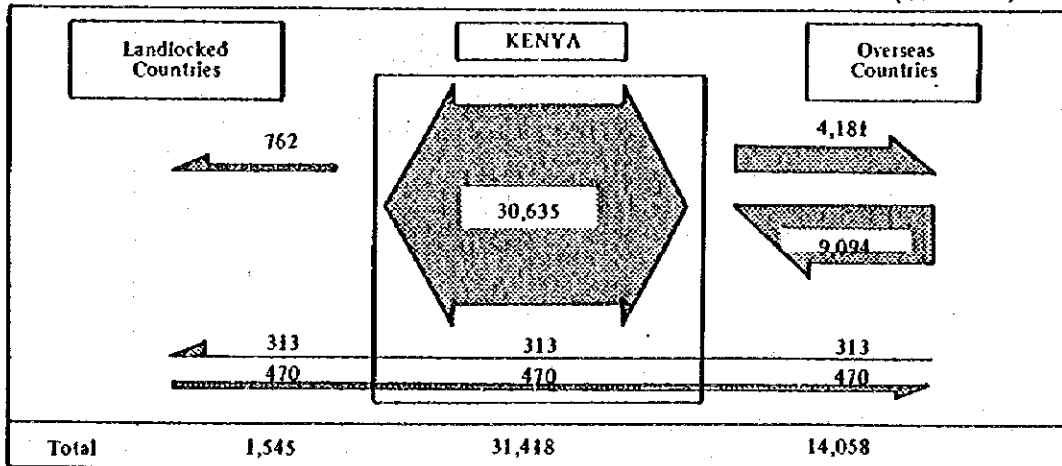 Landlocked
Countries
KENYA
Overseas
Countries
762
4,181
30,635
9,094
313 313 313
470 470 470
Total 1,545 31,418 14,058